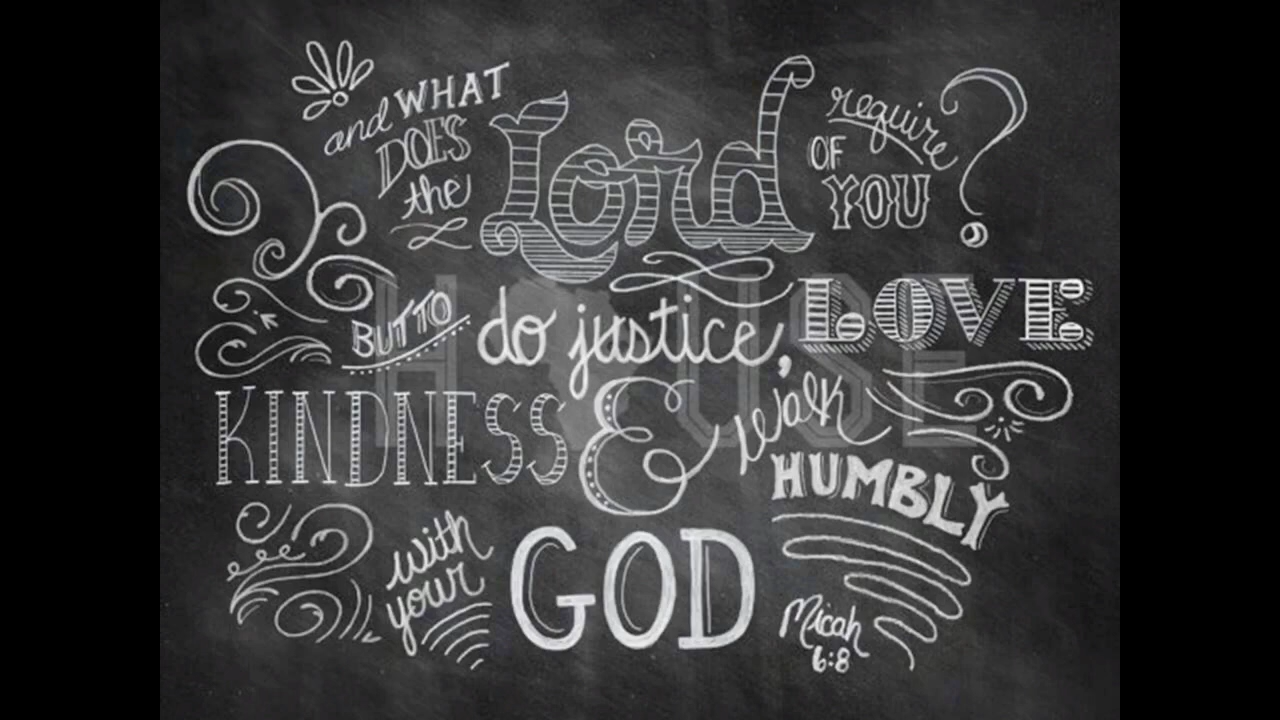 and WHAT
DOES
the
Lord
require
OF
YOU?
BUT TO
do justice,
LOVE
KINDNESS
&
walk
HUMBLY
with
your
GOD
Micah
6:8
HOUSE